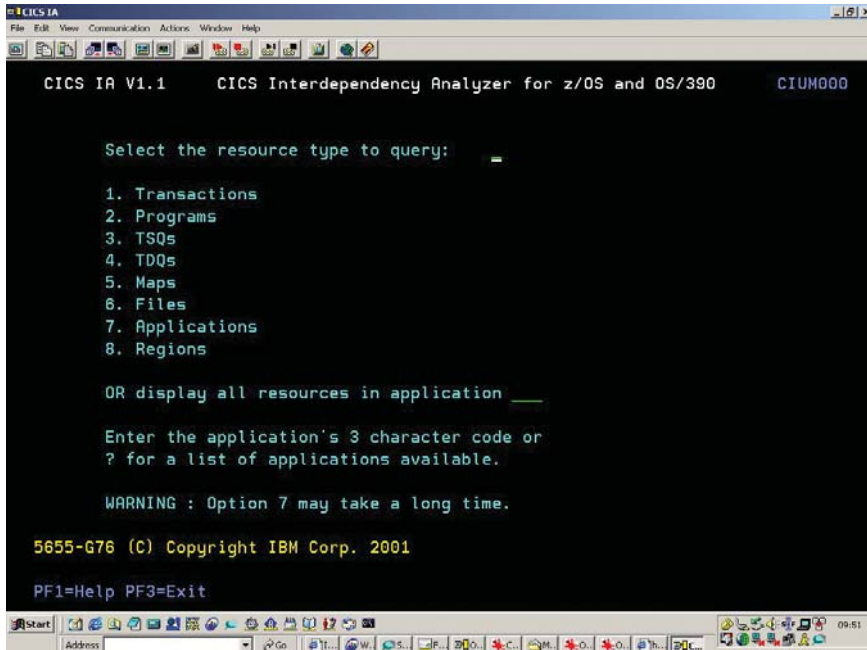 CICS IA
File Edit View Communication Actions Window Help
CICS IA V1.1 CICS Interdependency Analyzer for z/OS and OS/390 CIUM000
Select the resource type to query: _
1. Transactions
2. Programs
3. TSQs
4. TDQs
5. Maps
6. Files
7. Applications
8. Regions
OR display all resources in application ___
Enter the application's 3 character code or
? for a list of applications available.
WARNING : Option 7 may take a long time.
5655-G76 (C) Copyright IBM Corp. 2001
PF1=Help PF3=Exit
Start 09:51
Address Go